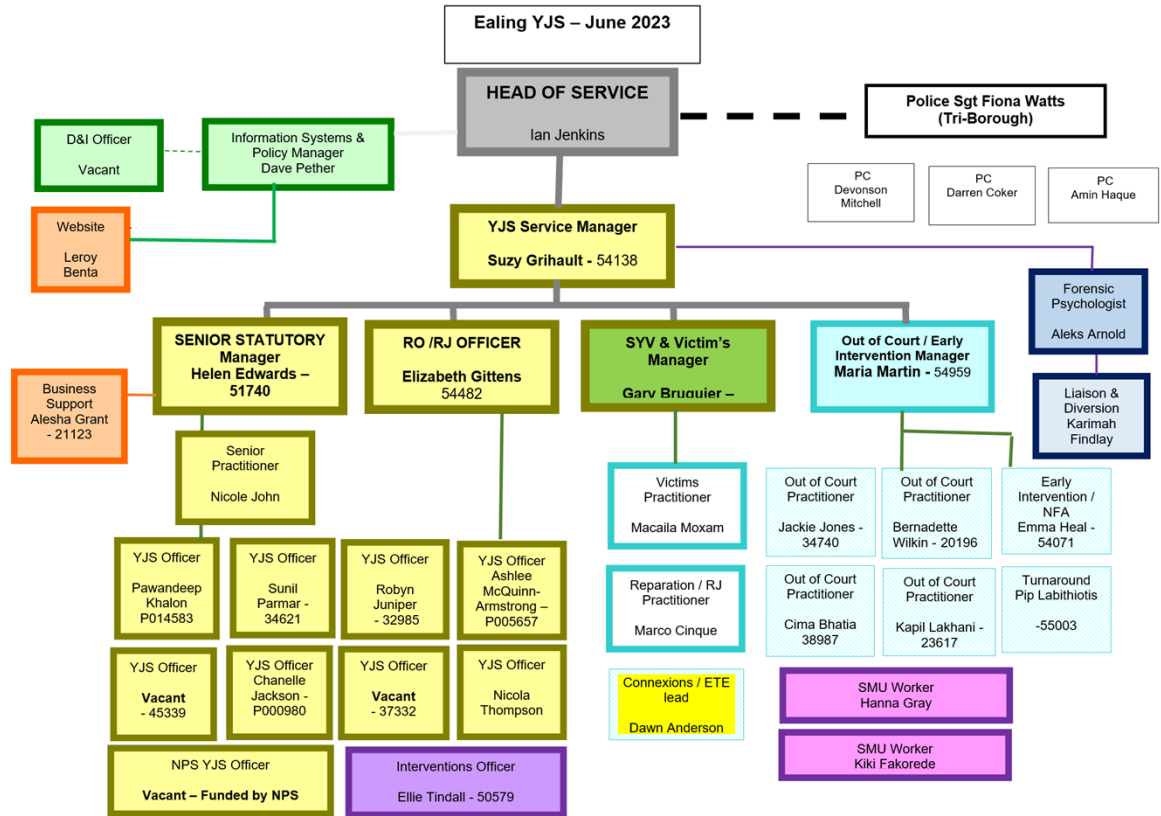 Ealing YJS – June 2023
HEAD OF SERVICE
Ian Jenkins
Police Sgt Fiona Watts
(Tri-Borough)
D&I Officer
Vacant
Information Systems &
Policy Manager
Dave Pether
PC
Devonson
Mitchell
PC
Darren Coker
PC
Amin Haque
Website
Leroy
Benta
YJS Service Manager
Suzy Grihault - 54138
Forensic
Psychologist
Aleks Arnold
SENIOR STATUTORY
Manager
Helen Edwards –
51740
RO /RJ OFFICER
Elizabeth Gittens
54482
SYV & Victim's
Manager
Gary Bruguier –
Out of Court / Early
Intervention Manager
Maria Martin - 54959
Business
Support
Alesha Grant
- 21123
Liaison &
Diversion
Karimah
Findlay
Senior
Practitioner
Nicole John
Victims
Practitioner
Macaila Moxam
Out of Court
Practitioner
Jackie Jones -
34740
Out of Court
Practitioner
Bernadette
Wilkin - 20196
Early
Intervention /
NFA
Emma Heal -
54071
YJS Officer
Pawandeep
Khalon
P014583
YJS Officer
Sunil
Parmar -
34621
YJS Officer
Robyn
Juniper
- 32985
YJS Officer
Ashlee
McQuinn-
Armstrong –
P005657
Reparation / RJ
Practitioner
Marco Cinque
Out of Court
Practitioner
Cima Bhatia
38987
Out of Court
Practitioner
Kapil Lakhani -
23617
Turnaround
Pip Labithiotis
-55003
YJS Officer
Vacant
- 45339
YJS Officer
Chanelle
Jackson -
P000980
YJS Officer
Vacant
- 37332
YJS Officer
Nicola
Thompson
Connexions / ETE
lead
Dawn Anderson
SMU Worker
Hanna Gray
SMU Worker
Kiki Fakorede
NPS YJS Officer
Vacant – Funded by NPS
Interventions Officer
Ellie Tindall - 50579